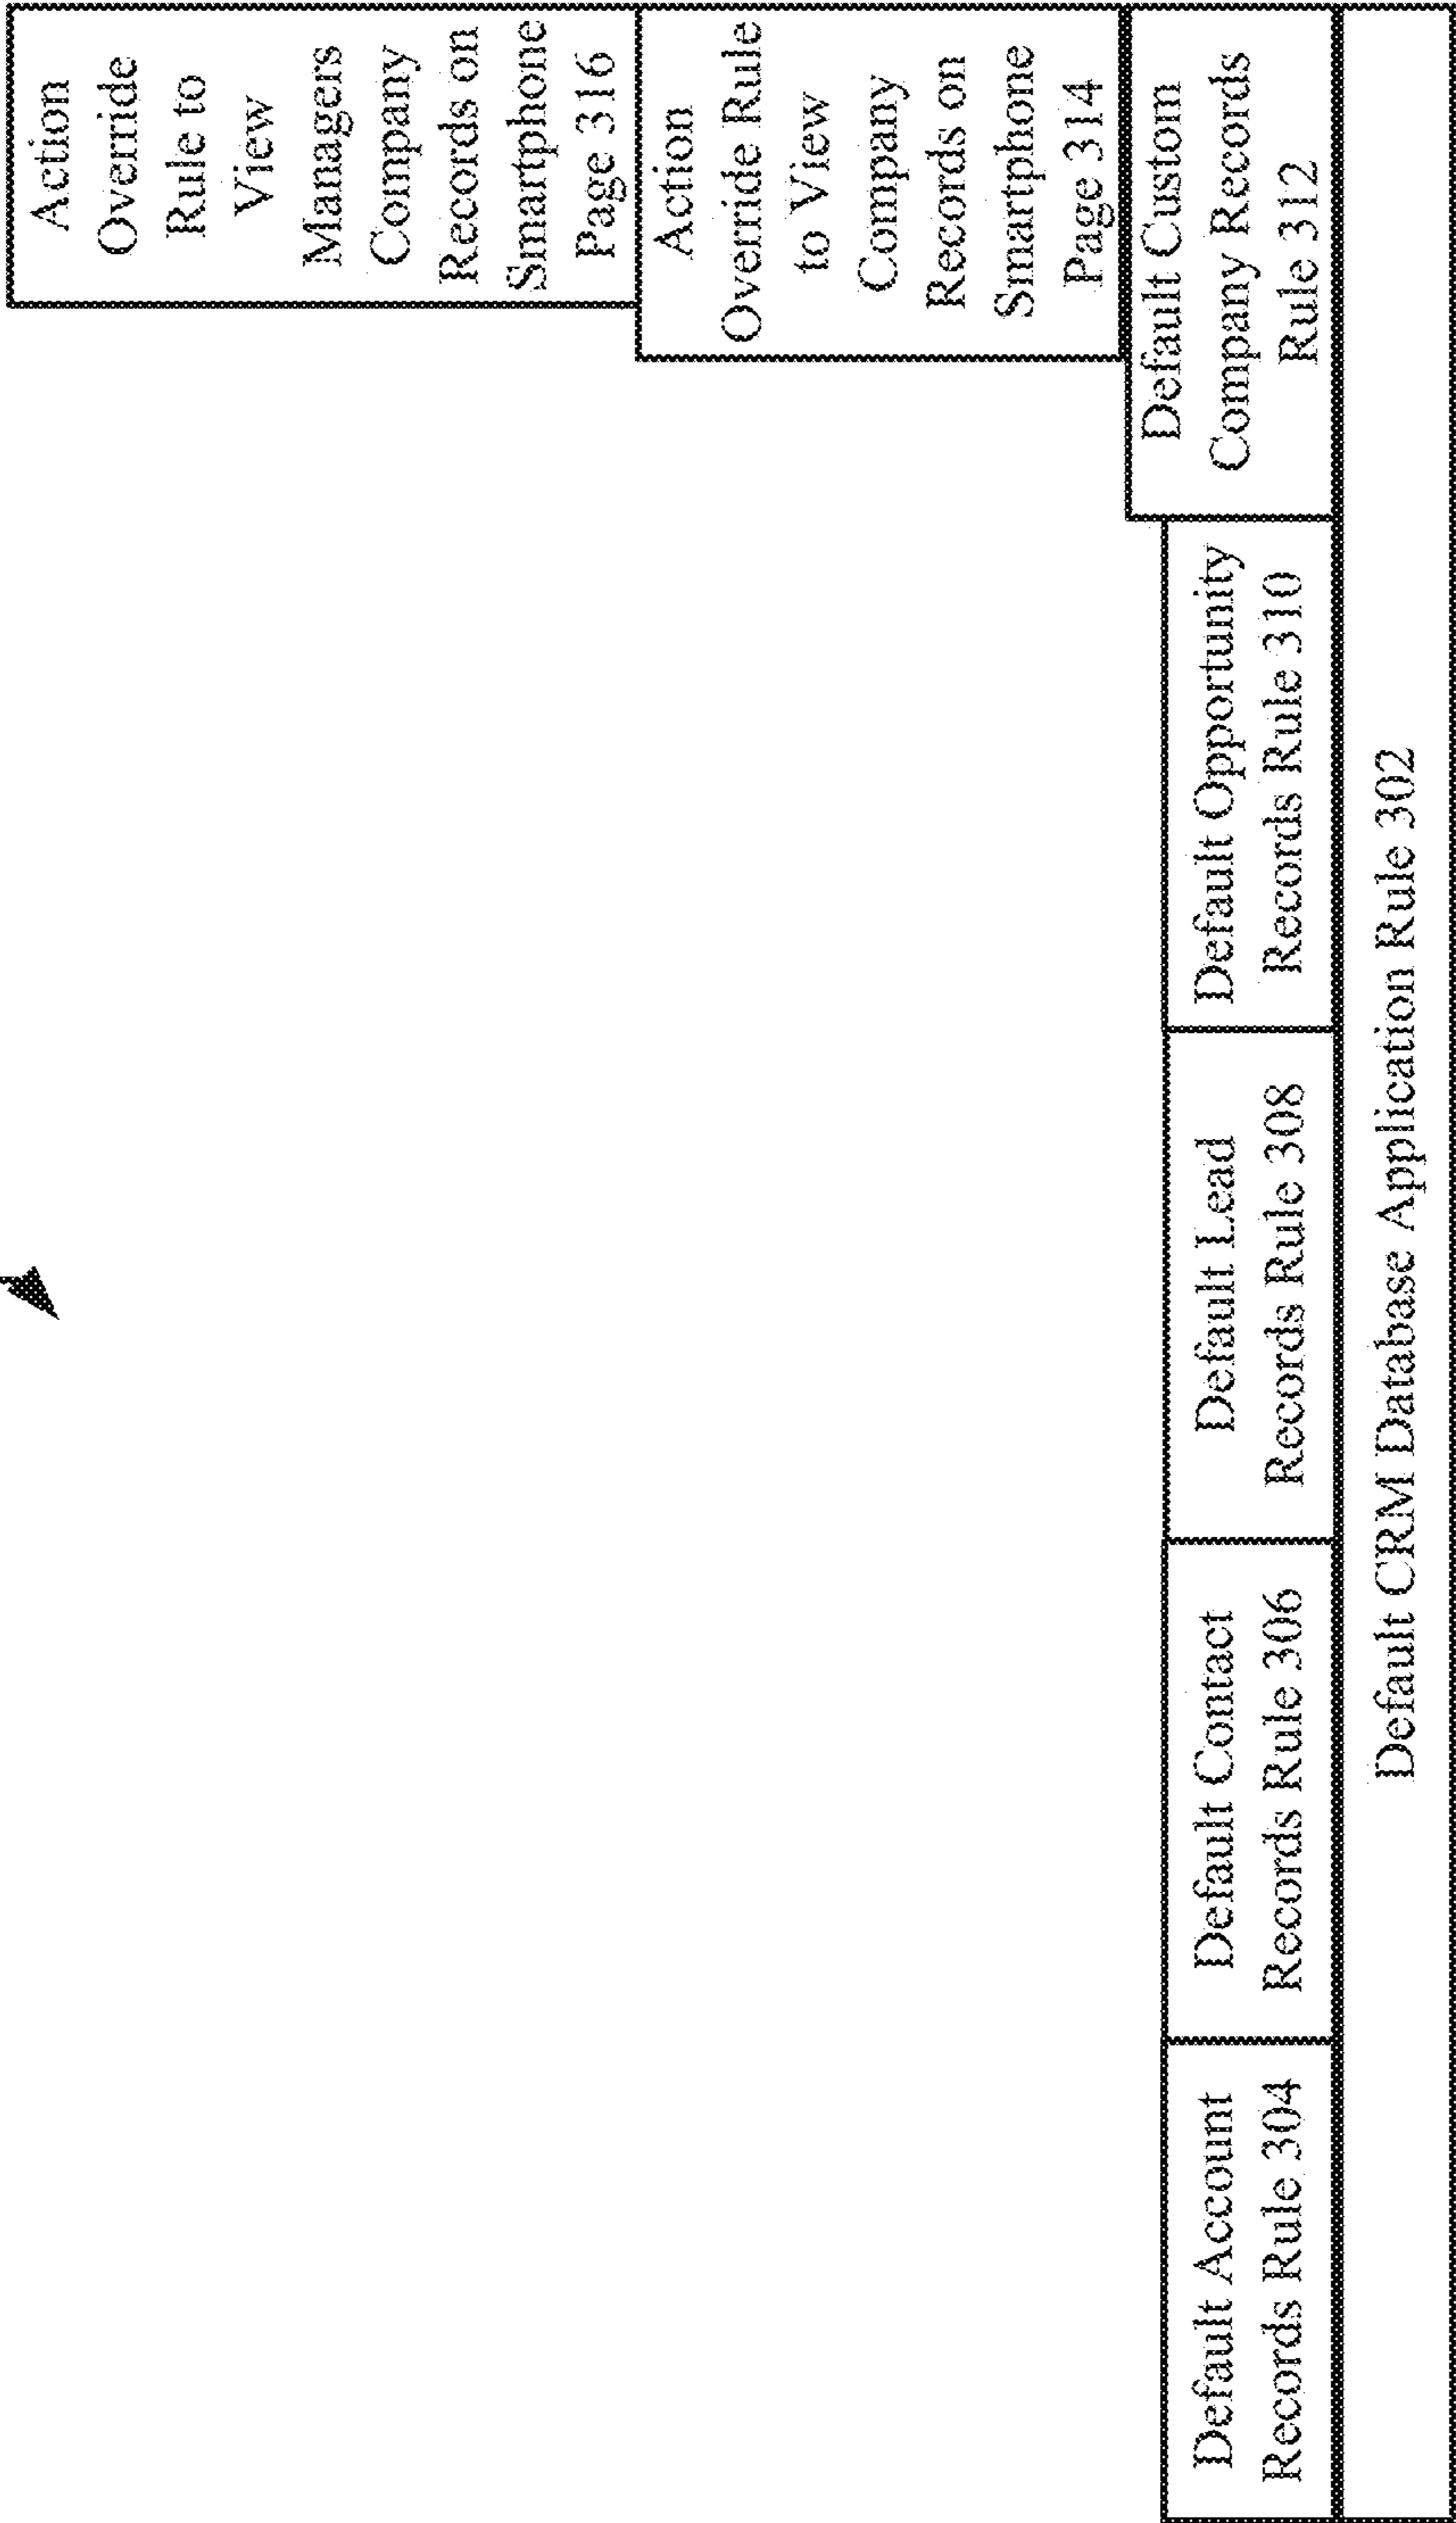 Action
Override
Rule to
View
Managers
Company
Records on
Smartphone
Page 316
Action
Override Rule
to View
Company
Records on
Smartphone
Page 314
Default Account
Records Rule 304
Default Contact
Records Rule 306
Default Lead
Records Rule 308
Default Opportunity
Records Rule 310
Default Custom
Company Records
Rule 312
Default CRM Database Application Rule 302